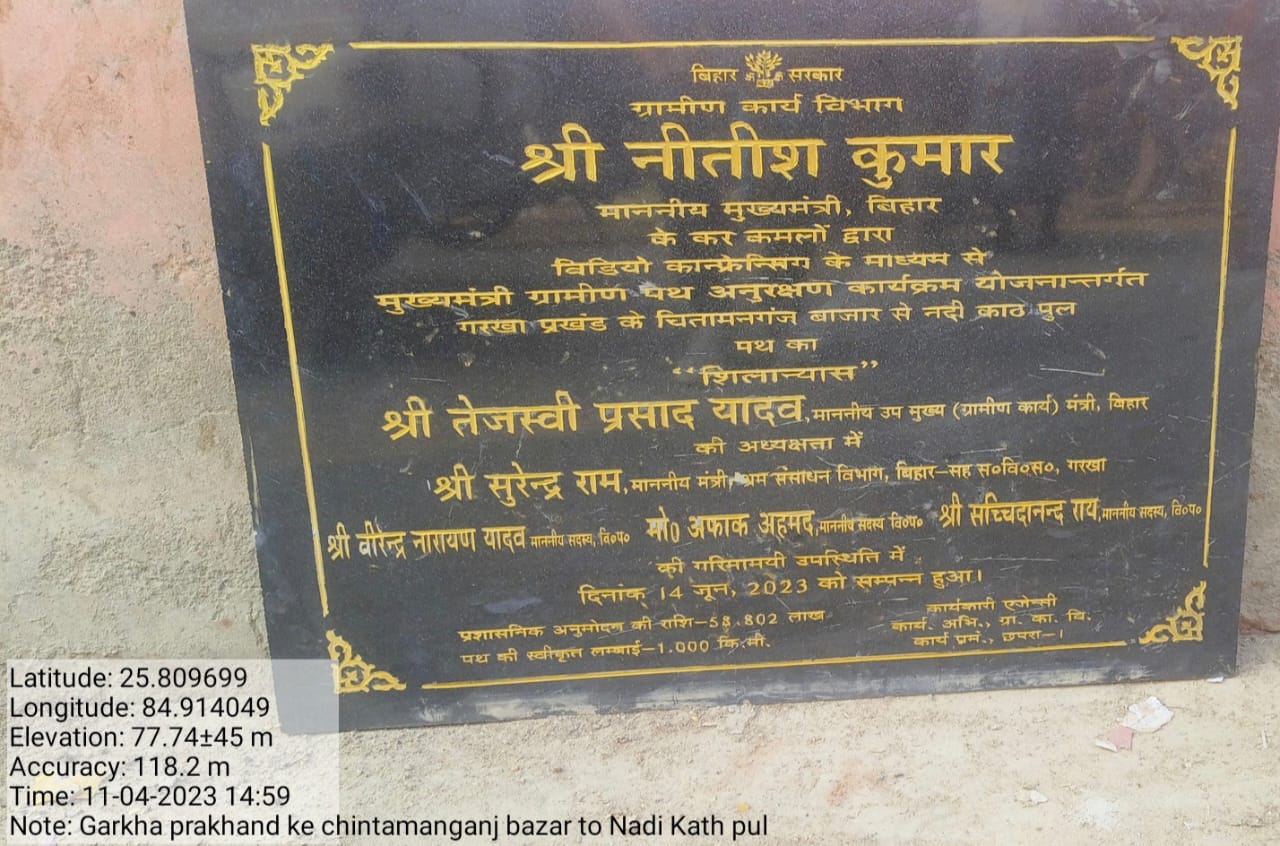 बिहार सरकार
ग्रामीण कार्य विभाग
श्री नीतीश कुमार
माननीय मुख्यमंत्री, बिहार
के कर कमलों द्वारा
विडियो कान्फ्रेन्सिंग के माध्यम से
मुख्यमंत्री ग्रामीण पथ अनुरक्षण कार्यक्रम योजनान्तर्गत
गरखा प्रखंड के चितामनगंज बाजार से नदी काठ पुल
पथ का
“शिलान्यास”
श्री तेजस्वी प्रसाद यादव, माननीय उप मुख्य (ग्रामीण कार्य) मंत्री, बिहार
की अध्यक्षता में
श्री सुरेन्द्र राम, माननीय मंत्री, श्रम संसाधन विभाग, बिहार-सह स०वि०स०, गरखा
श्री वीरेन्द्र नारायण यादव माननीय सदस्य, वि०प० मो० अफाक अहमद, माननीय सदस्य वि०प० श्री सच्चिदानन्द राय, माननीय सदस्य, वि०प०
की गरिमामयी उपस्थिति में
दिनांक 14 जून, 2023 को सम्पन्न हुआ।
प्रशासनिक अनुमोदन की राशि-58.802 लाख
पथ की स्वीकृत लम्बाई-1.000 कि.मी.
कार्यकारी एजेन्सी
कार्य. अभि., ग्रा. का. वि.
कार्य प्रमं., छपरा-1
Latitude: 25.809699
Longitude: 84.914049
Elevation: 77.74±45 m
Accuracy: 118.2 m
Time: 11-04-2023 14:59
Note: Garkha prakhand ke chintamanganj bazar to Nadi Kath pul